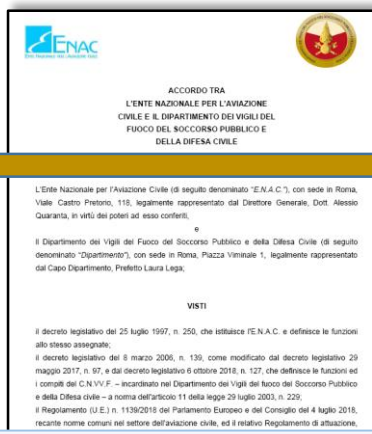 ENAC
ACCORDO TRA
L'ENTE NAZIONALE PER L'AVIAZIONE
CIVILE E IL DIPARTIMENTO DEI VIGILI DEL
FUOCO DEL SOCCORSO PUBBLICO E
DELLA DIFESA CIVILE
L'Ente Nazionale per l'Aviazione Civile (di seguito denominato "E.N.A.C."), con sede in Roma,
Viale Castro Pretorio, 118, legalmente rappresentato dal Direttore Generale, Dott. Alessio
Quaranta, in virtù dei poteri ad esso conferiti,
e
Il Dipartimento dei Vigili del Fuoco del Soccorso Pubblico e della Difesa Civile (di seguito
denominato "Dipartimento"), con sede in Roma, Piazza Viminale 1, legalmente rappresentato
dal Capo Dipartimento, Prefetto Laura Lega;
VISTI
il decreto legislativo del 25 luglio 1997, n. 250, che istituisce l'E.N.A.C. e definisce le funzioni
allo stesso assegnate;
il decreto legislativo del 8 marzo 2006, n. 139, come modificato dal decreto legislativo 29
maggio 2017, n. 97, e dal decreto legislativo 6 ottobre 2018, n. 127, che definisce le funzioni ed
i compiti del C.N.VV.F. – incardinato nel Dipartimento dei Vigili del fuoco del Soccorso Pubblico
e della Difesa civile – a norma dell'articolo 11 della legge 29 luglio 2003, n. 229;
il Regolamento (U.E.) n. 1139/2018 del Parlamento Europeo e del Consiglio del 4 luglio 2018,
recante norme comuni nel settore dell'aviazione civile, ed il relativo Regolamento di attuazione,